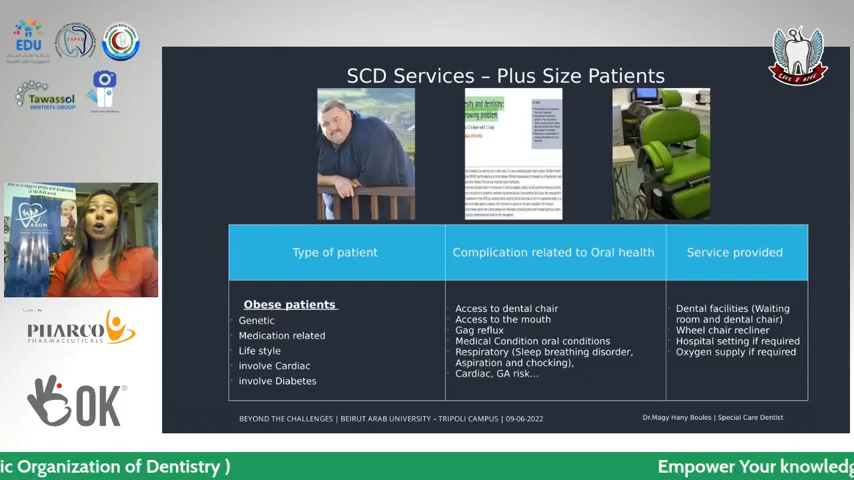 EDU
Tawassol
DENTISTS GROUP
Live 2 Give
SCD Services – Plus Size Patients
Type of patient
Complication related to Oral health
Service provided
Obese patients
Genetic
Medication related
Life style
involve Cardiac
involve Diabetes
Access to dental chair
Access to the mouth
Gag reflux
Medical Condition oral conditions
Respiratory (Sleep breathing disorder,
Aspiration and chocking),
Cardiac, GA risk...
Dental facilities (Waiting
room and dental chair)
Wheel chair recliner
Hospital setting if required
Oxygen supply if required
BEYOND THE CHALLENGES | BEIRUT ARAB UNIVERSITY – TRIPOLI CAMPUS | 09-06-2022
Dr.Magy Hany Boules | Special Care Dentist
PHARCO
PHARMACEUTICALS
OK®
ic Organization of Dentistry )
Empower Your knowledg